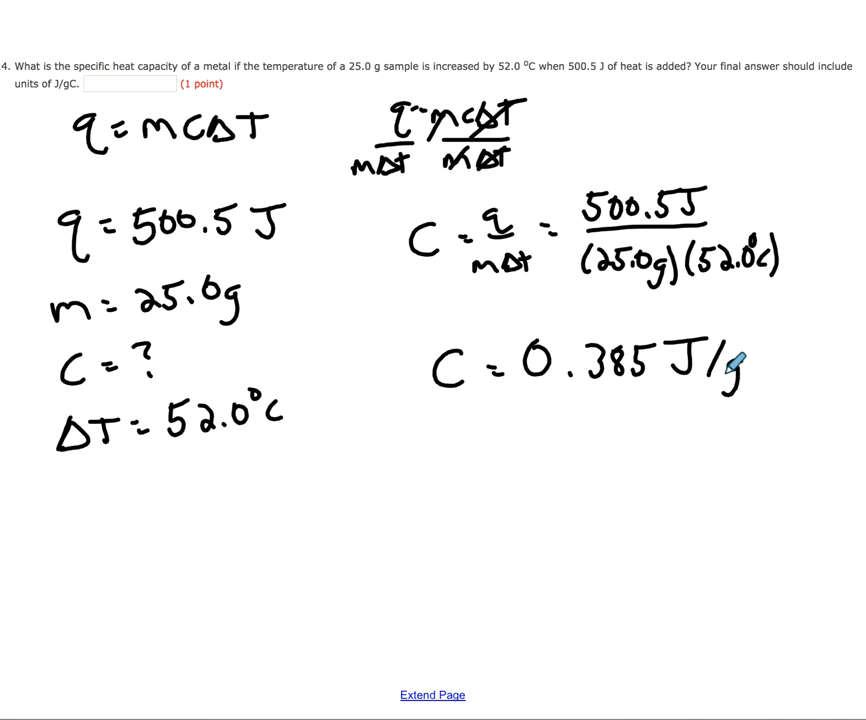 4. What is the specific heat capacity of a metal if the temperature of a 25.0 g sample is increased by 52.0 ⁰C when 500.5 J of heat is added? Your final answer should include
units of J/gC. (1 point)
q = mCΔT
q = mCΔT
mΔT mΔT
q = 500.5 J
m = 25.0g
C = ?
ΔT = 52.0°C
C = q = 500.5J
mΔT (25.0g)(52.0°C)
C = 0.385 J/g
Extend Page